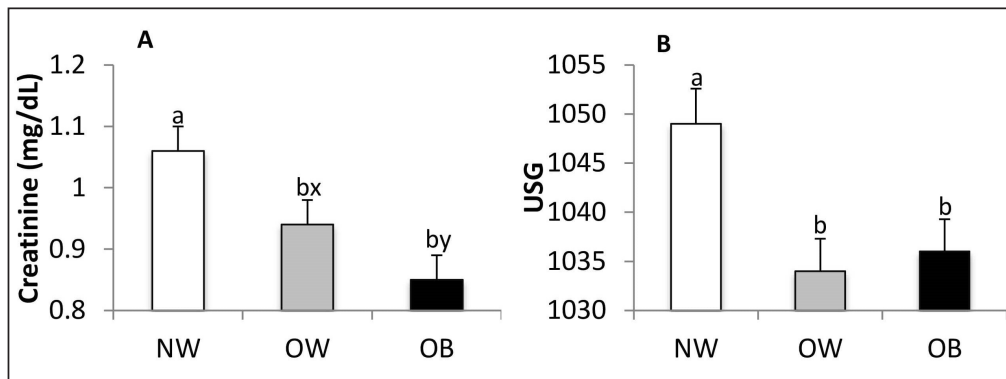 A
Creatinine (mg/dL)
1.2
1.1
1
0.9
0.8
a
bx
by
NW
OW
OB
B
USG
1055
1050
1045
1040
1035
1030
a
b
b
NW
OW
OB